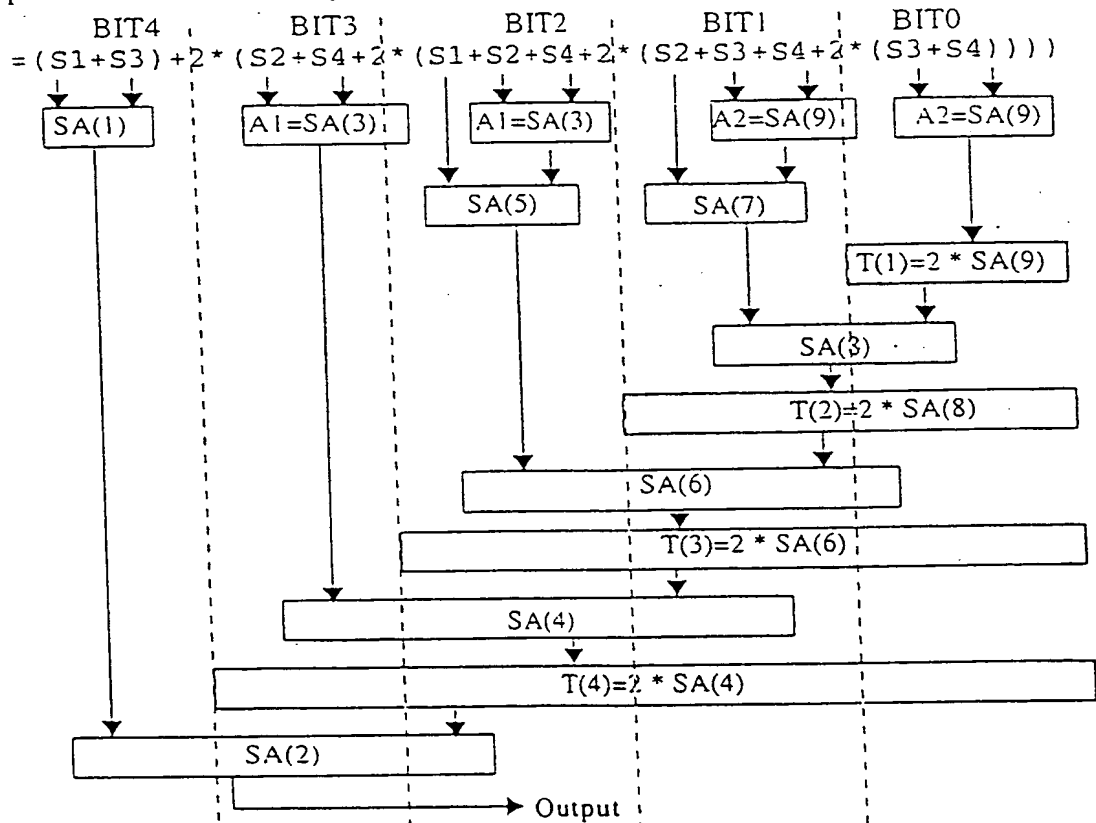 BIT4 BIT3 BIT2 BIT1 BIT0
=(S1+S3)+2*(S2+S4+2*(S1+S2+S4+2*(S2+S3+S4+2*(S3+S4))))
SA(1) A1=SA(3) A1=SA(3) A2=SA(9) A2=SA(9)
SA(5) SA(7)
T(1)=2 * SA(9)
SA(3)
T(2)=2 * SA(8)
SA(6)
T(3)=2 * SA(6)
SA(4)
T(4)=2 * SA(4)
SA(2)
Output